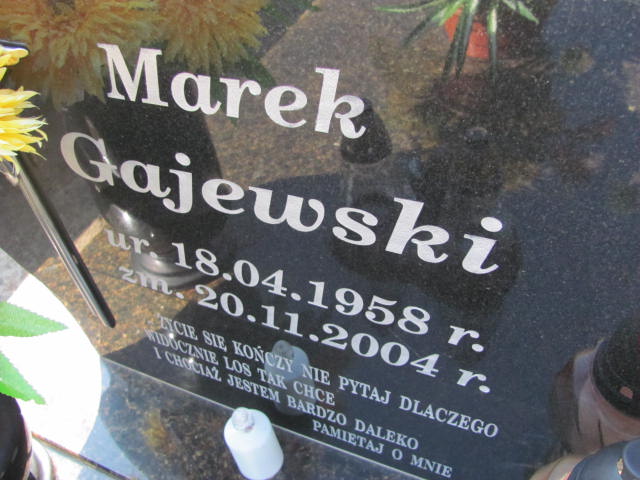 Marek
Gajewski
ur. 18.04.1958 r.
zm. 20.11.2004 r.
ŻYCIE SIĘ KOŃCZY NIE PYTAJ DLACZEGO
WIDOCZNIE LOS TAK CHCE
I CHOCIAŻ JESTEM BARDZO DALEKO
PAMIĘTAJ O MNIE